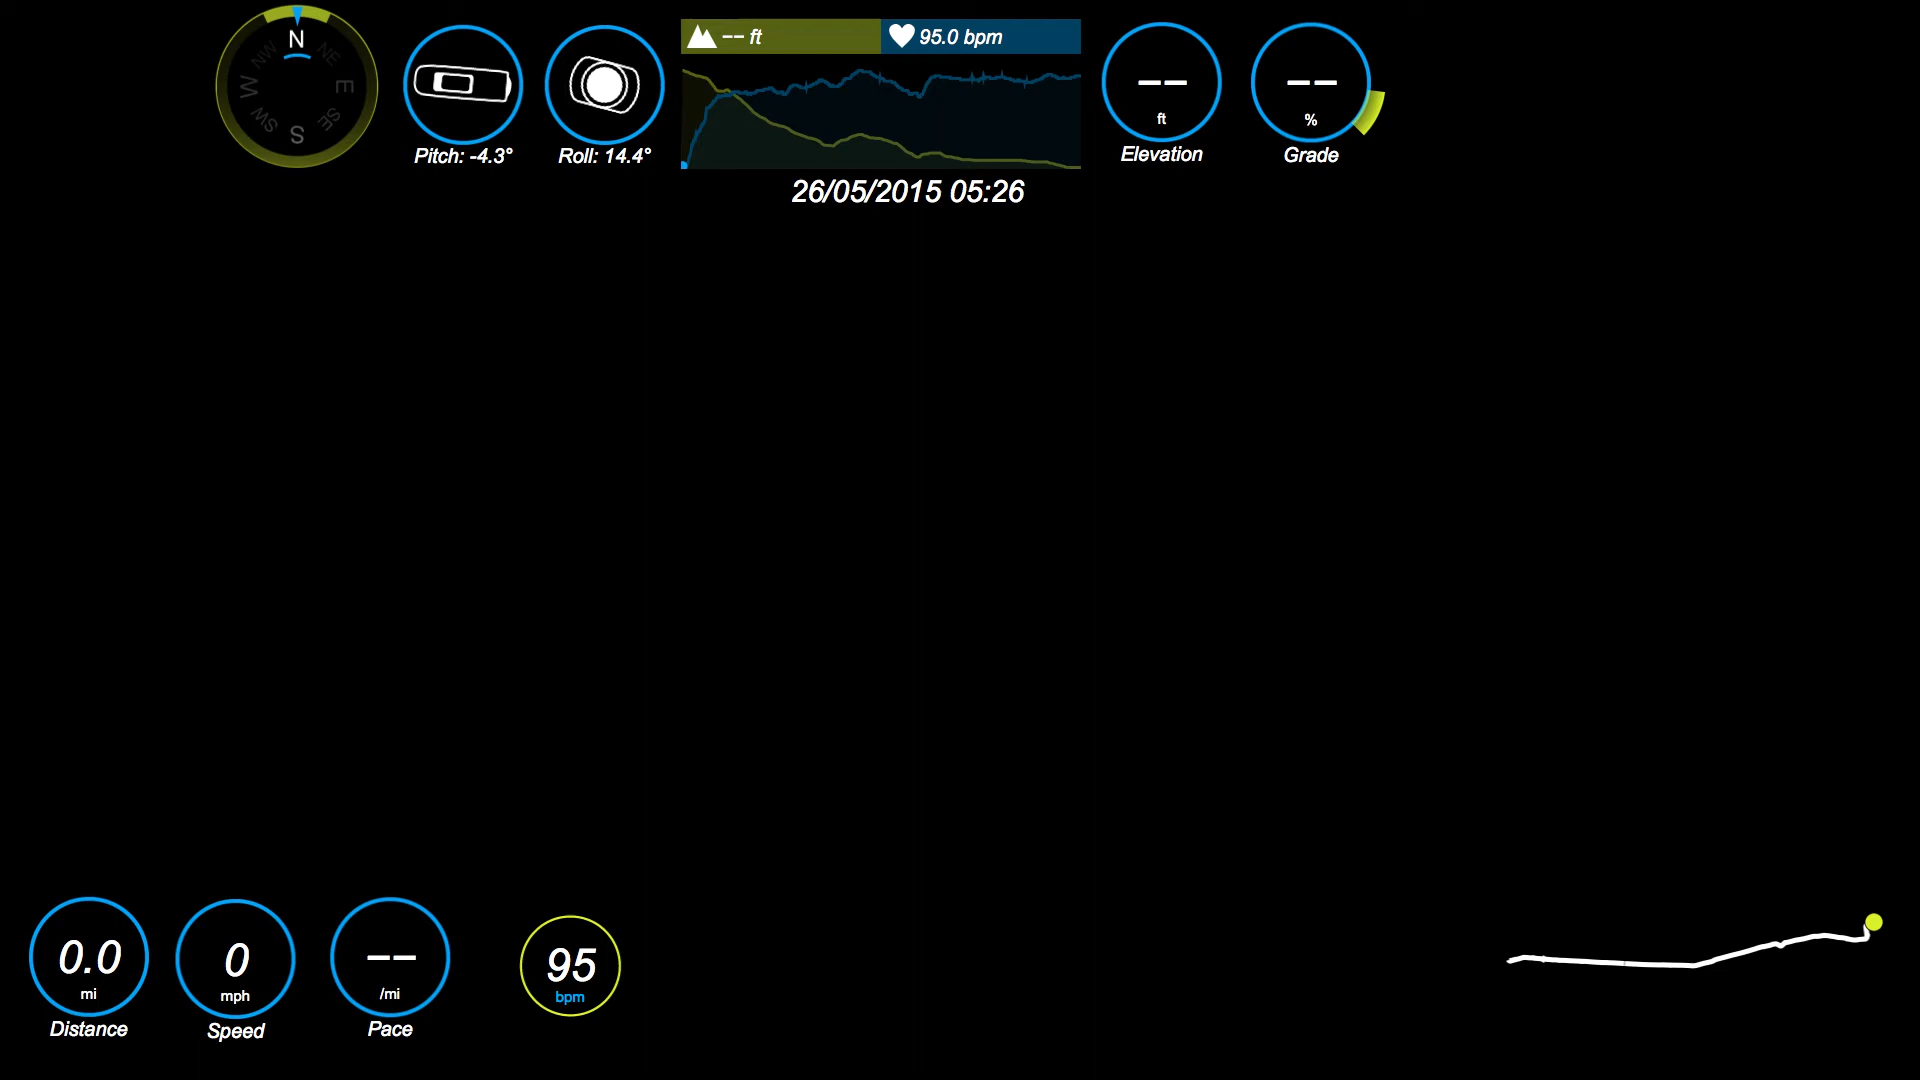 N
NW
NE
W
E
SW
SE
S
Pitch: -4.3°
Roll: 14.4°
-- ft
95.0 bpm
26/05/2015 05:26
--
ft
Elevation
--
%
Grade
0.0
mi
Distance
0
mph
Speed
--
/mi
Pace
95
bpm